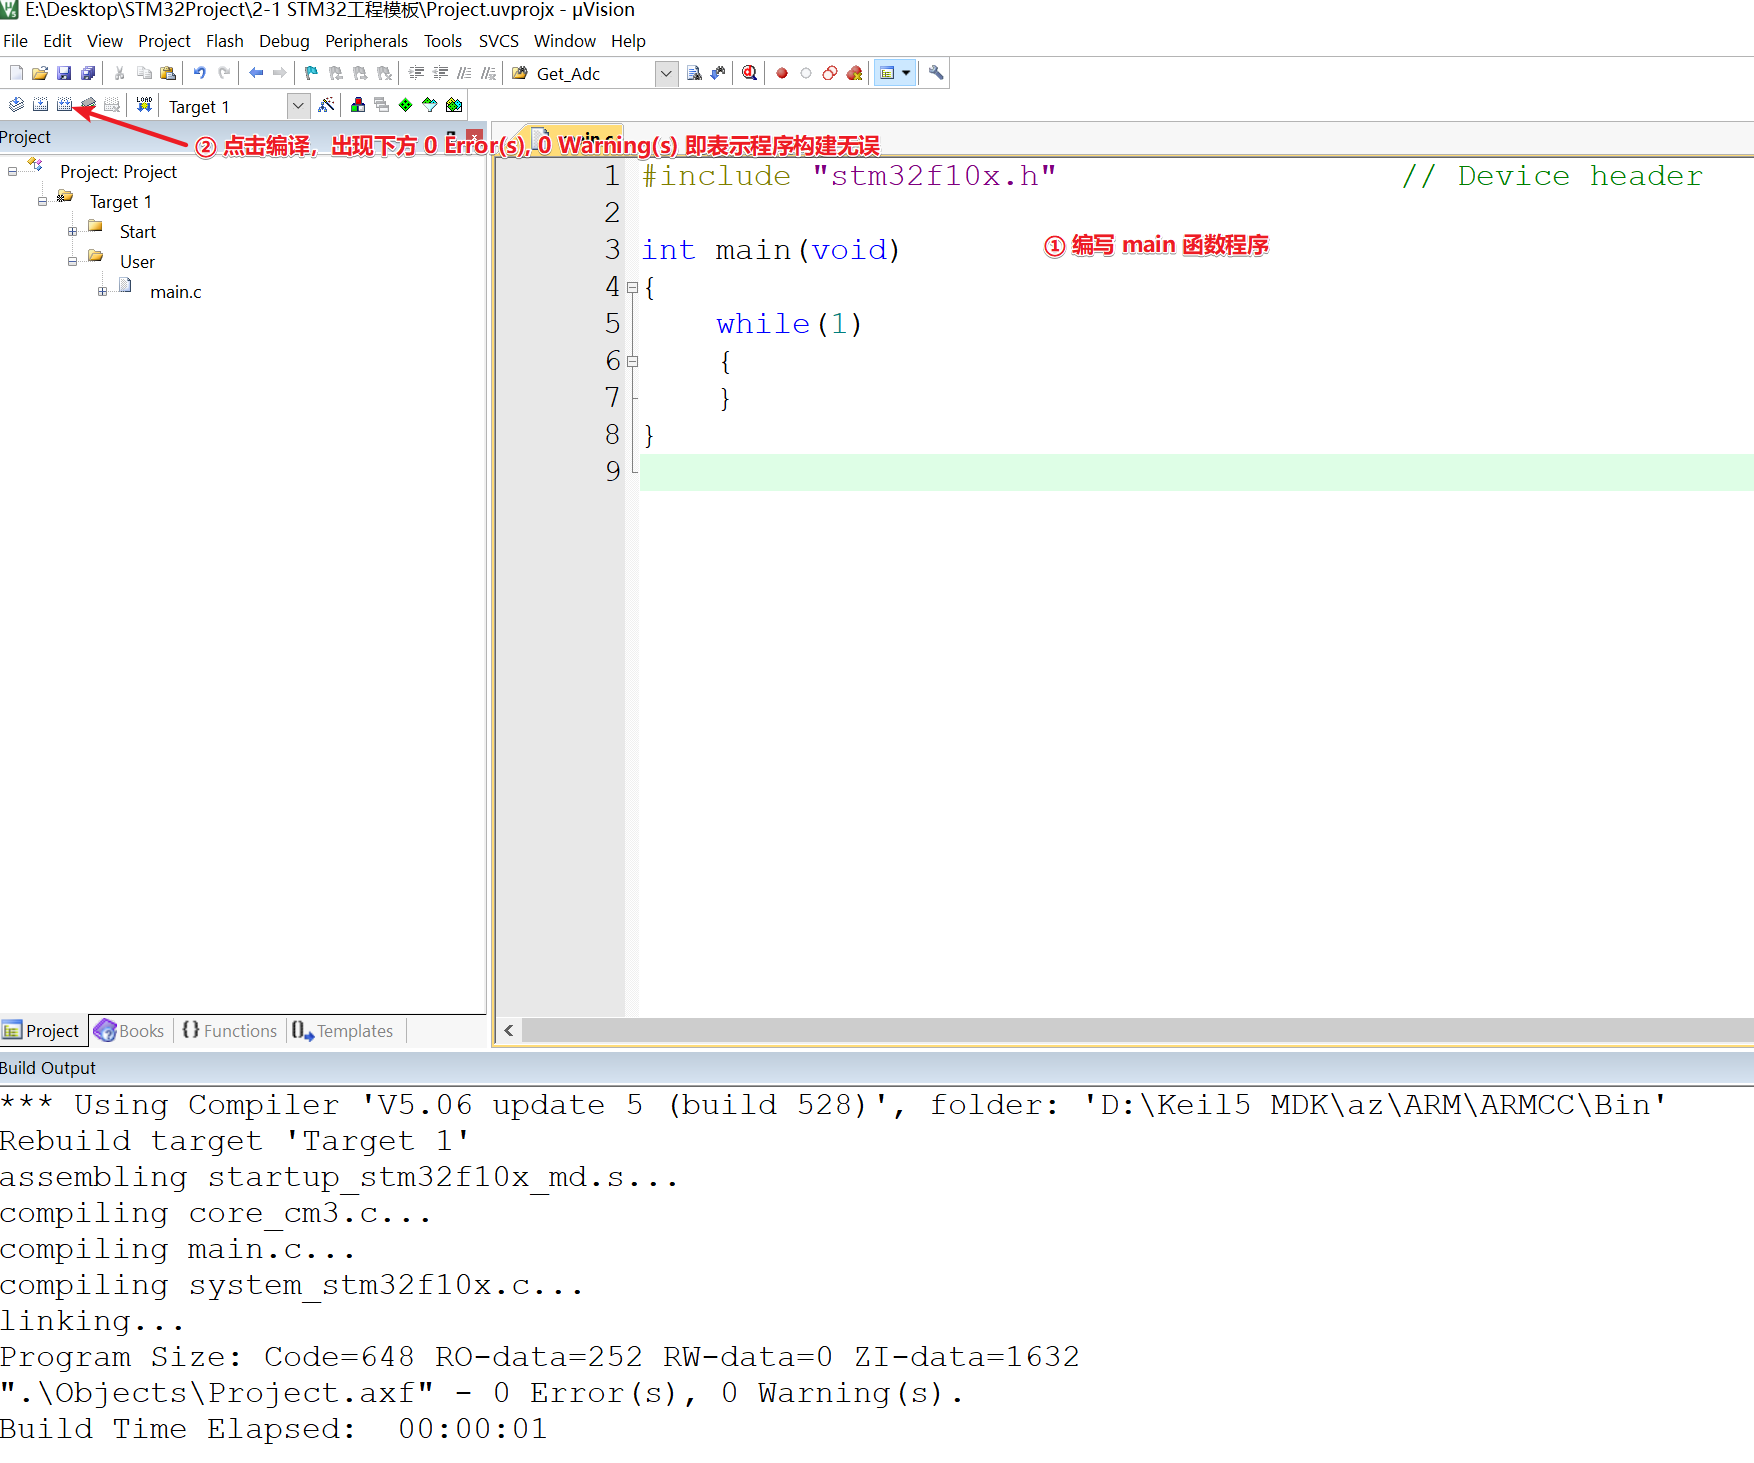 E:\Desktop\STM32Project\2-1 STM32工程模板\Project.uvprojx - µVision
File Edit View Project Flash Debug Peripherals Tools SVCS Window Help
Get_Adc
LOAD Target 1
Project
main.c
② 点击编译，出现下方 0 Error(s), 0 Warning(s) 即表示程序构建无误
Project: Project
Target 1
Start
User
main.c
1 #include "stm32f10x.h" // Device header
2
3 int main(void)
① 编写 main 函数程序
4 {
5 while(1)
6 {
7 }
8 }
9
Project Books {} Functions Templates
Build Output
*** Using Compiler 'V5.06 update 5 (build 528)', folder: 'D:\Keil5 MDK\az\ARM\ARMCC\Bin'
Rebuild target 'Target 1'
assembling startup_stm32f10x_md.s...
compiling core_cm3.c...
compiling main.c...
compiling system_stm32f10x.c...
linking...
Program Size: Code=648 RO-data=252 RW-data=0 ZI-data=1632
".\Objects\Project.axf" - 0 Error(s), 0 Warning(s).
Build Time Elapsed:  00:00:01